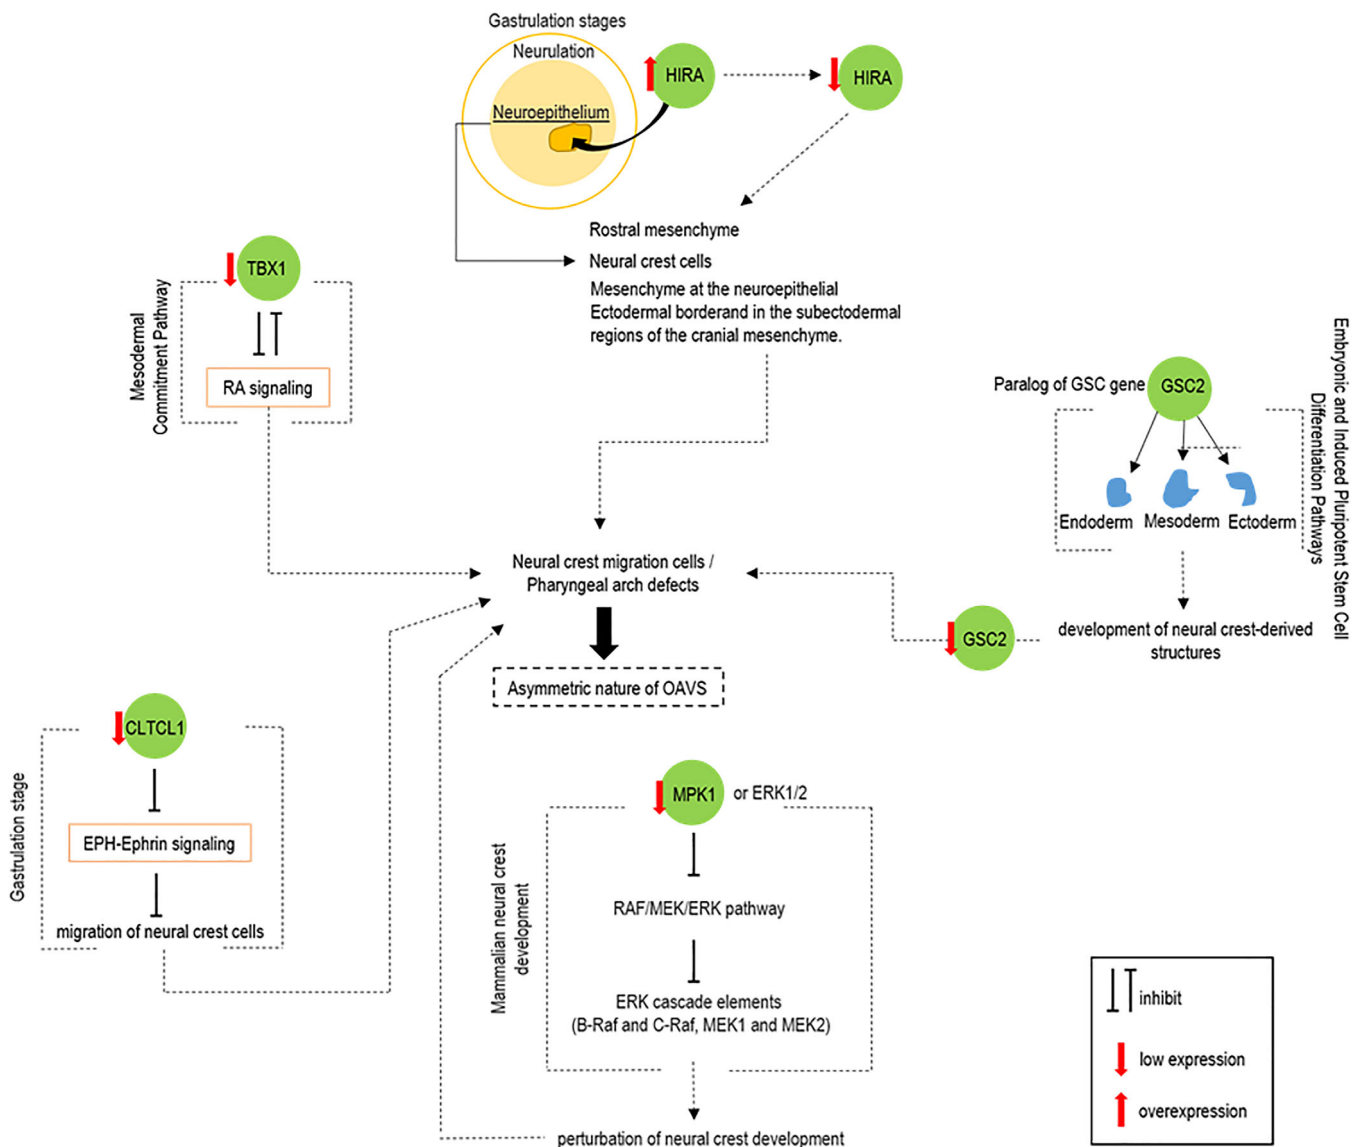 Gastrulation stages
Neurulation
Neuroepithelium
HIRA
HIRA
Rostral mesenchyme
Neural crest cells
Mesenchyme at the neuroepithelial
Ectodermal borderand in the subectodermal
regions of the cranial mesenchyme.
Mesodermal
Commitment Pathway
TBX1
RA signaling
Paralog of GSC gene
GSC2
Endoderm
Mesoderm
Ectoderm
Embryonic and Induced Pluripotent Stem Cell
Differentiation Pathways
development of neural crest-derived
structures
GSC2
Neural crest migration cells /
Pharyngeal arch defects
Asymmetric nature of OAVS
Gastrulation stage
CLTCL1
EPH-Ephrin signaling
migration of neural crest cells
Mammalian neural crest
development
MPK1
or ERK1/2
RAF/MEK/ERK pathway
ERK cascade elements
(B-Raf and C-Raf, MEK1 and MEK2)
perturbation of neural crest development
inhibit
low expression
overexpression